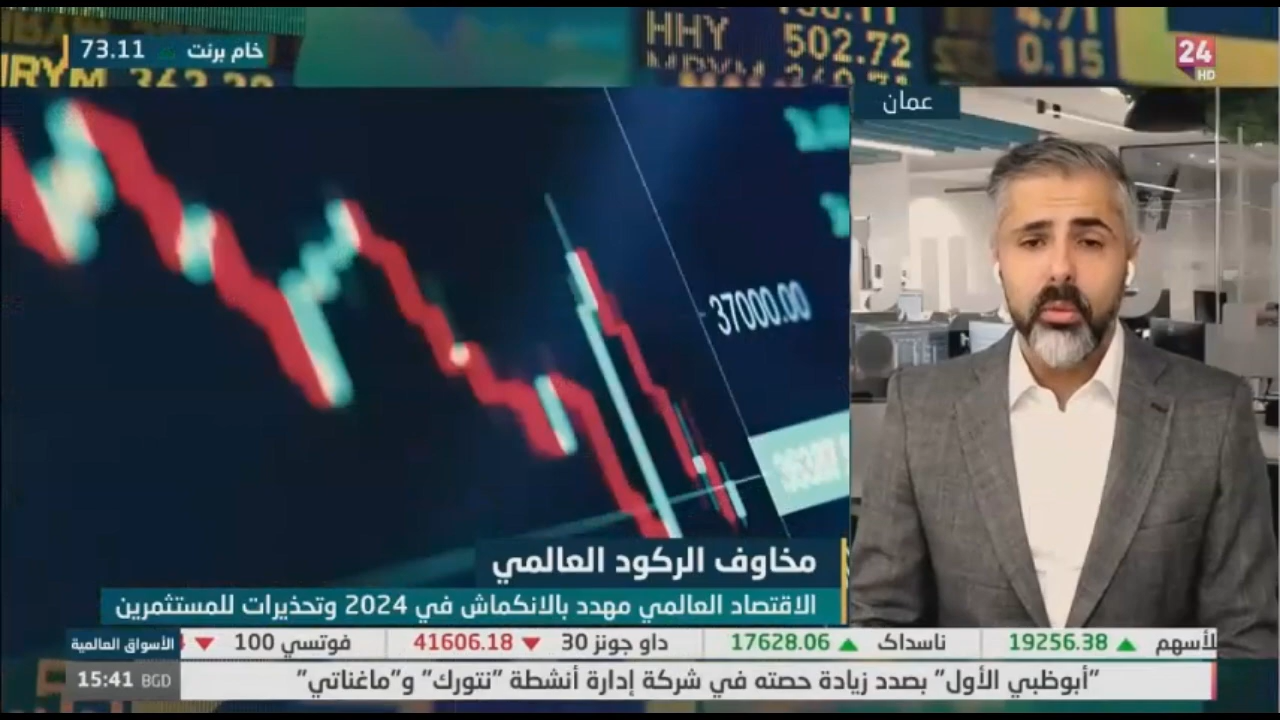 خام برنت 73.11
24
HD
HHY 502.72
4.71
0.15
عمان
37000.00
مخاوف الركود العالمي
الاقتصاد العالمي مهدد بالانكماش في 2024 وتحذيرات للمستثمرين
الأسواق العالمية
19256.38
ناسداك 17628.06
داو جونز 30 41606.18
فوتسي 100
15:41 BGD
"أبوظبي الأول" بصدد زيادة حصته في شركة إدارة أنشطة "نتورك" و"ماغناتي"